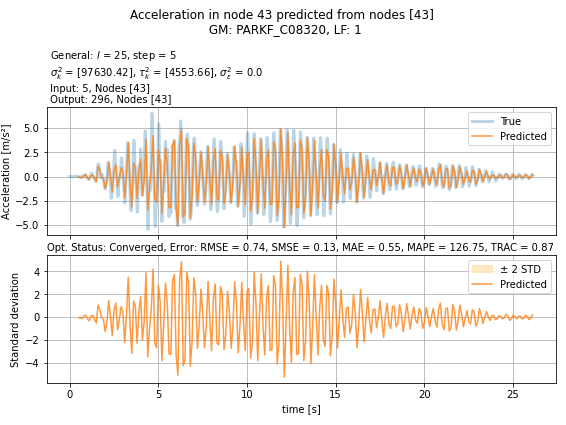 Acceleration in node 43 predicted from nodes [43]
GM: PARKF_C08320, LF: 1
General: l = 25, step = 5
σ_k^2 = [97630.42], τ_k^2 = [4553.66], σ_ε^2 = 0.0
Input: 5, Nodes [43]
Output: 296, Nodes [43]
Acceleration [m/s²]
5.0
2.5
0.0
−2.5
−5.0
True
Predicted
Opt. Status: Converged, Error: RMSE = 0.74, SMSE = 0.13, MAE = 0.55, MAPE = 126.75, TRAC = 0.87
Standard deviation
4
2
0
−2
−4
± 2 STD
Predicted
0 5 10 15 20 25
time [s]